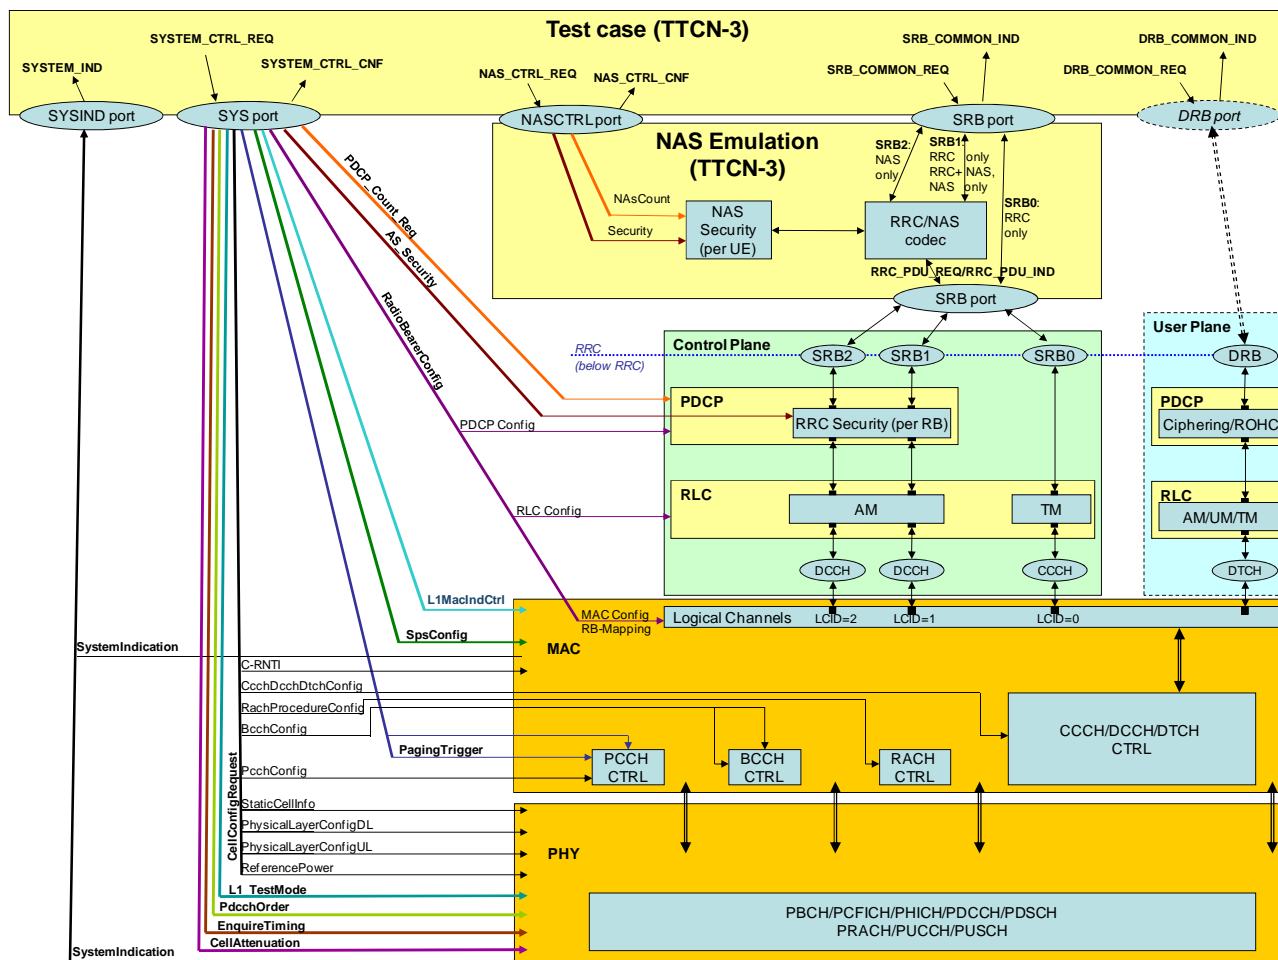 Test case (TTCN-3)
SYSTEM_CTRL_REQ
SYSTEM_IND
SYSTEM_CTRL_CNF
NAS_CTRL_REQ
NAS_CTRL_CNF
SRB_COMMON_IND
SRB_COMMON_REQ
DRB_COMMON_IND
DRB_COMMON_REQ
SYSIND port
SYS port
NASCTRL port
SRB port
DRB port
NAS Emulation
(TTCN-3)
SRB2:
NAS
only
SRB1:
RRC only
RRC+ NAS,
NAS only
SRB0:
RRC
only
PDCP_Count_Req
AS_Security
RadioBearerConfig
NAsCount
Security
NAS
Security
(per UE)
RRC/NAS
codec
RRC_PDU_REQ/RRC_PDU_IND
SRB port
Control Plane
User Plane
RRC
(below RRC)
SRB2
SRB1
SRB0
DRB
PDCP
RRC Security (per RB)
PDCP
Ciphering/ROHC
PDCP Config
RLC
AM
TM
RLC
AM/UM/TM
RLC Config
DCCH
DCCH
CCCH
DTCH
L1MacIndCtrl
MAC Config
RB-Mapping
Logical Channels
LCID=2
LCID=1
LCID=0
SpsConfig
MAC
SystemIndication
C-RNTI
CcchDcchDtchConfig
RachProcedureConfig
BcchConfig
PagingTrigger
PcchConfig
PCCH
CTRL
BCCH
CTRL
RACH
CTRL
CCCH/DCCH/DTCH
CTRL
CellConfigRequest
StaticCellInfo
PhysicalLayerConfigDL
PhysicalLayerConfigUL
ReferencePower
PHY
L1_TestMode
PdcchOrder
EnquireTiming
CellAttenuation
SystemIndication
PBCH/PCFICH/PHICH/PDCCH/PDSCH
PRACH/PUCCH/PUSCH